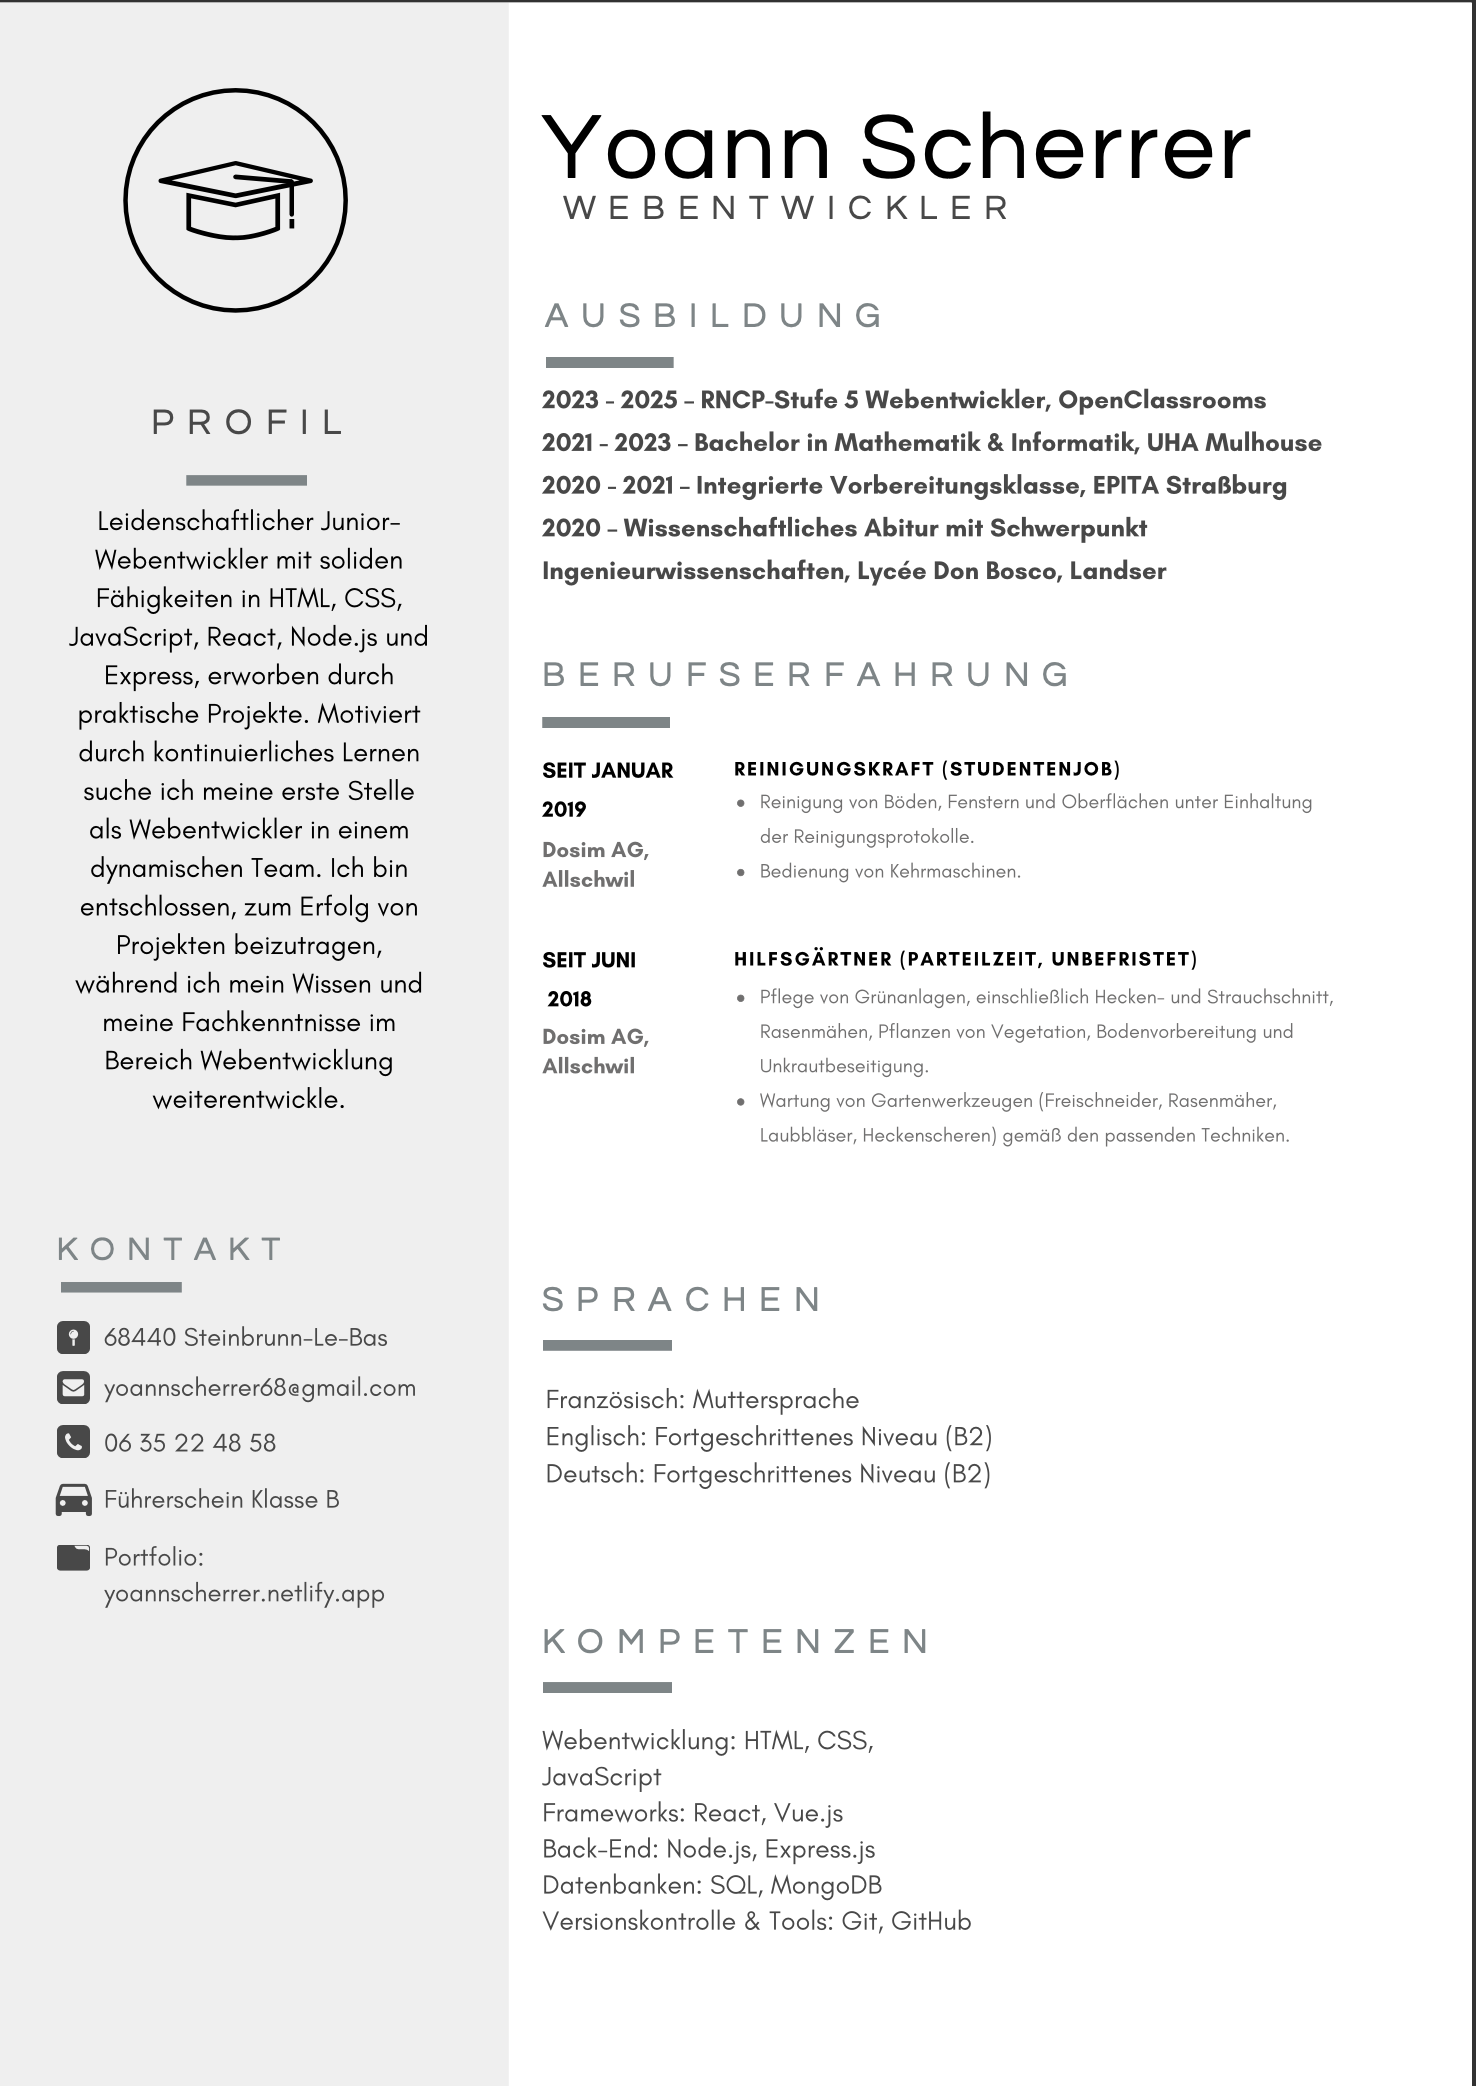 Yoann Scherrer
WEBENTWICKLER
PROFIL
Leidenschaftlicher Junior-
Webentwickler mit soliden
Fähigkeiten in HTML, CSS,
JavaScript, React, Node.js und
Express, erworben durch
praktische Projekte. Motiviert
durch kontinuierliches Lernen
suche ich meine erste Stelle
als Webentwickler in einem
dynamischen Team. Ich bin
entschlossen, zum Erfolg von
Projekten beizutragen,
während ich mein Wissen und
meine Fachkenntnisse im
Bereich Webentwicklung
weiterentwickle.
KONTAKT
68440 Steinbrunn-Le-Bas
yoannscherrer68@gmail.com
06 35 22 48 58
Führerschein Klasse B
Portfolio:
yoannscherrer.netlify.app
AUSBILDUNG
2023 - 2025 – RNCP-Stufe 5 Webentwickler, OpenClassrooms
2021 - 2023 – Bachelor in Mathematik & Informatik, UHA Mulhouse
2020 - 2021 – Integrierte Vorbereitungsklasse, EPITA Straßburg
2020 – Wissenschaftliches Abitur mit Schwerpunkt
Ingenieurwissenschaften, Lycée Don Bosco, Landser
BERUFSERFAHRUNG
SEIT JANUAR
2019
Dosim AG,
Allschwil
REINIGUNGSKRAFT (STUDENTENJOB)
• Reinigung von Böden, Fenstern und Oberflächen unter Einhaltung
der Reinigungsprotokolle.
• Bedienung von Kehrmaschinen.
SEIT JUNI
2018
Dosim AG,
Allschwil
HILFSGÄRTNER (PARTEILZEIT, UNBEFRISTET)
• Pflege von Grünanlagen, einschließlich Hecken- und Strauchschnitt,
Rasenmähen, Pflanzen von Vegetation, Bodenvorbereitung und
Unkrautbeseitigung.
• Wartung von Gartenwerkzeugen (Freischneider, Rasenmäher,
Laubbläser, Heckenscheren) gemäß den passenden Techniken.
SPRACHEN
Französisch: Muttersprache
Englisch: Fortgeschrittenes Niveau (B2)
Deutsch: Fortgeschrittenes Niveau (B2)
KOMPETENZEN
Webentwicklung: HTML, CSS,
JavaScript
Frameworks: React, Vue.js
Back-End: Node.js, Express.js
Datenbanken: SQL, MongoDB
Versionskontrolle & Tools: Git, GitHub